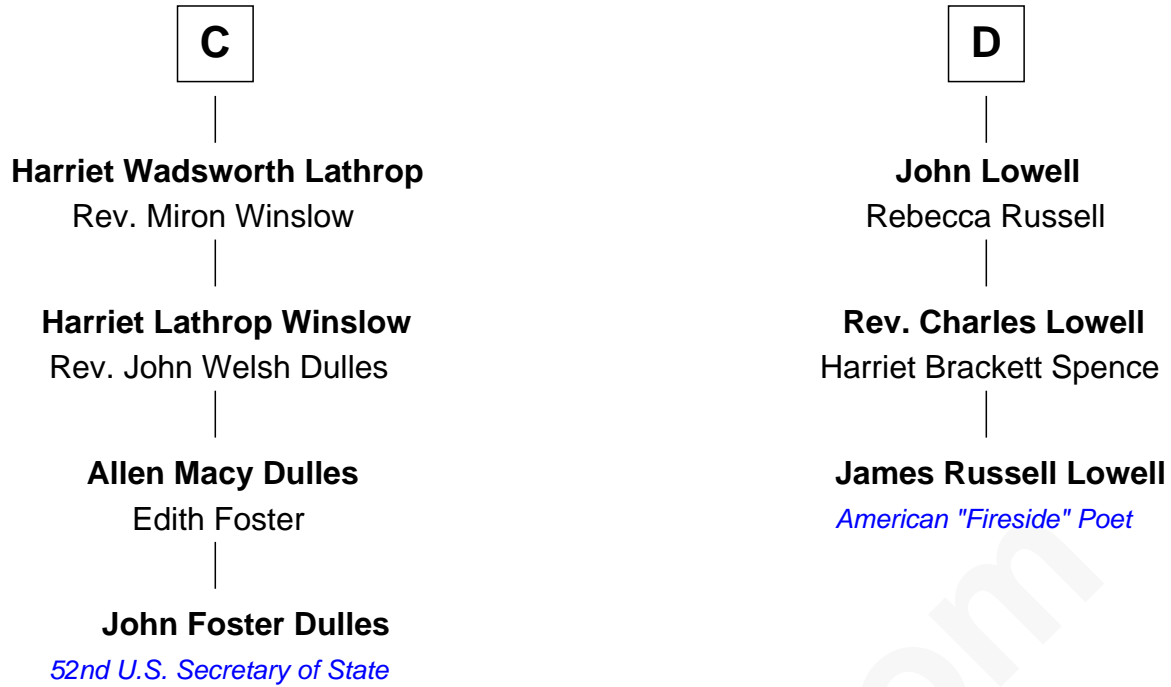 C
Harriet Wadsworth Lathrop
Rev. Miron Winslow
Harriet Lathrop Winslow
Rev. John Welsh Dulles
Allen Macy Dulles
Edith Foster
John Foster Dulles
52nd U.S. Secretary of State
D
John Lowell
Rebecca Russell
Rev. Charles Lowell
Harriet Brackett Spence
James Russell Lowell
American "Fireside" Poet
om